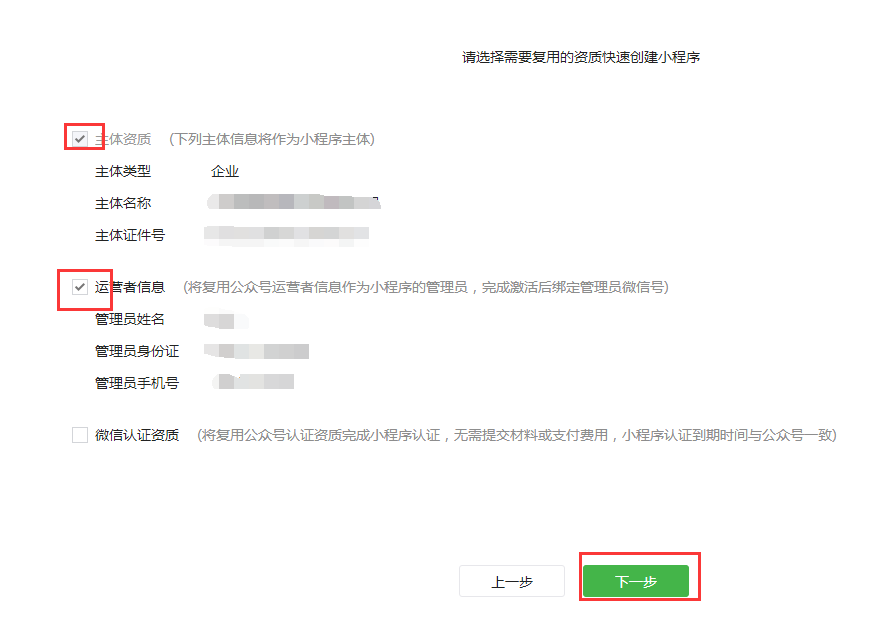 请选择需要复用的资质快速创建小程序
主体资质 (下列主体信息将作为小程序主体)
主体类型 企业
主体名称
主体证件号
运营者信息 (将复用公众号运营者信息作为小程序的管理员，完成激活后绑定管理员微信号)
管理员姓名
管理员身份证
管理员手机号
微信认证资质 (将复用公众号认证资质完成小程序认证，无需提交材料或支付费用，小程序认证到期时间与公众号一致)
上一步 下一步